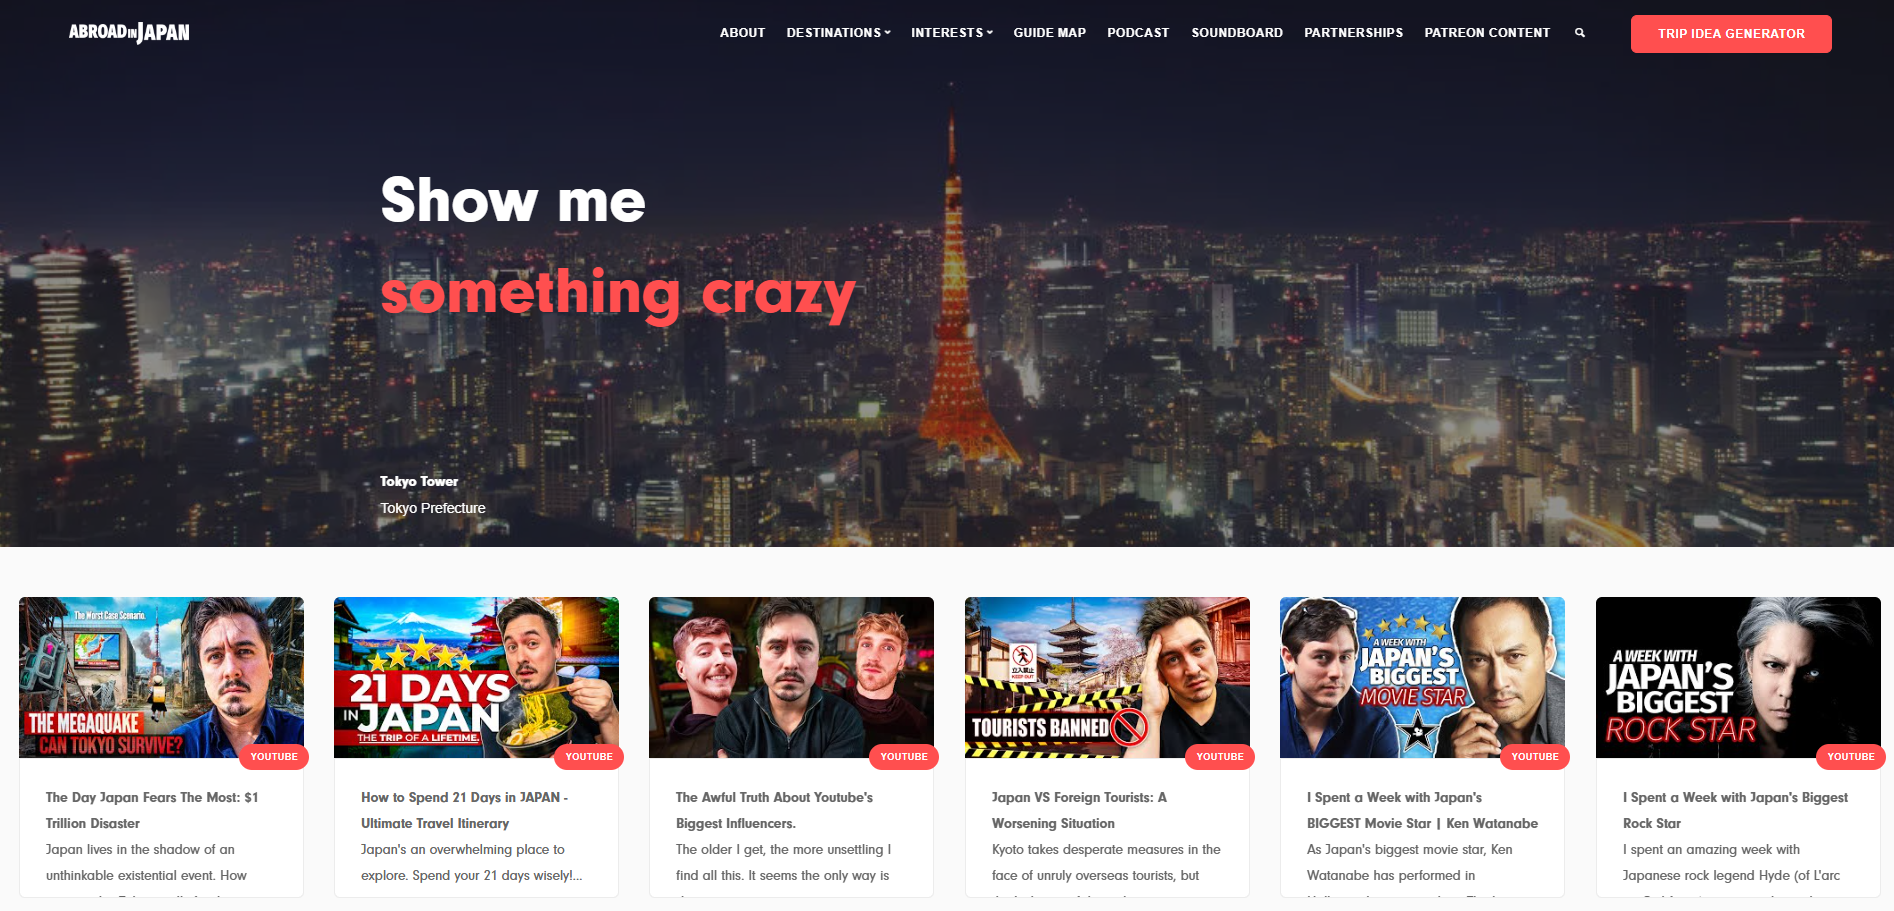 ABROAD IN JAPAN
ABOUT DESTINATIONS INTERESTS GUIDE MAP PODCAST SOUNDBOARD PARTNERSHIPS PATREON CONTENT
TRIP IDEA GENERATOR
Show me
something crazy
Tokyo Tower
Tokyo Prefecture
The Worst Case Scenario.
THE MEGAQUAKE
CAN TOKYO SURVIVE?
YOUTUBE
The Day Japan Fears The Most: $1
Trillion Disaster
Japan lives in the shadow of an
unthinkable existential event. How
21 DAYS
IN JAPAN
THE TRIP OF A LIFETIME.
YOUTUBE
How to Spend 21 Days in JAPAN -
Ultimate Travel Itinerary
Japan's an overwhelming place to
explore. Spend your 21 days wisely!...
YOUTUBE
The Awful Truth About Youtube's
Biggest Influencers.
The older I get, the more unsettling I
find all this. It seems the only way is
立入禁止
KEEP OUT
TOURISTS BANNED
YOUTUBE
Japan VS Foreign Tourists: A
Worsening Situation
Kyoto takes desperate measures in the
face of unruly overseas tourists, but
A WEEK WITH
JAPAN'S
BIGGEST
MOVIE STAR
YOUTUBE
I Spent a Week with Japan's
BIGGEST Movie Star | Ken Watanabe
As Japan's biggest movie star, Ken
Watanabe has performed in
A WEEK WITH
JAPAN'S
BIGGEST
ROCK STAR
YOUTUBE
I Spent a Week with Japan's Biggest
Rock Star
I spent an amazing week with
Japanese rock legend Hyde (of L'arc